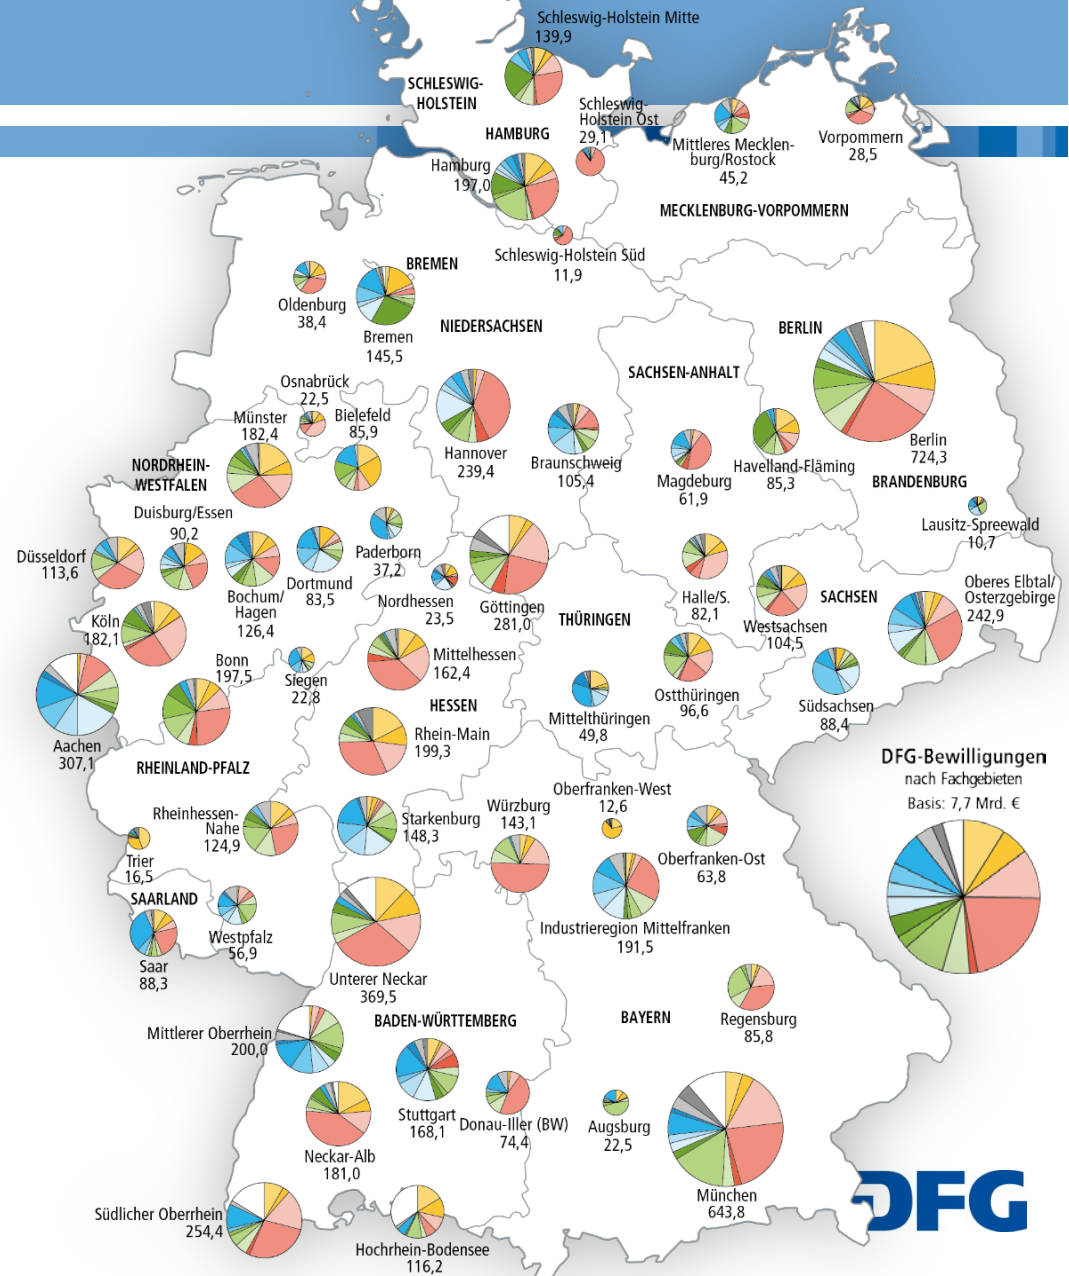 Schleswig-Holstein Mitte
139,9
SCHLESWIG-
HOLSTEIN
Schleswig-
Holstein Ost
29,1
HAMBURG
Hamburg
197,0
Mittleres Mecklen-
burg/Rostock
45,2
Vorpommern
28,5
MECKLENBURG-VORPOMMERN
Schleswig-Holstein Süd
11,9
BREMEN
Oldenburg
38,4
Bremen
145,5
NIEDERSACHSEN
BERLIN
Berlin
724,3
SACHSEN-ANHALT
Osnabrück
22,5
Münster
182,4
Bielefeld
85,9
Hannover
239,4
Braunschweig
105,4
Magdeburg
61,9
Havelland-Fläming
85,3
BRANDENBURG
NORDRHEIN-
WESTFALEN
Duisburg/Essen
90,2
Lausitz-Spreewald
10,7
Düsseldorf
113,6
Bochum/
Hagen
126,4
Dortmund
83,5
Paderborn
37,2
Nordhessen
23,5
Göttingen
281,0
THÜRINGEN
Halle/S.
82,1
Westsachsen
104,5
SACHSEN
Oberes Elbtal/
Osterzgebirge
242,9
Köln
182,1
Bonn
197,5
Siegen
22,8
Mittelhessen
162,4
Ostthüringen
96,6
Mittelthüringen
49,8
Südsachsen
88,4
Aachen
307,1
HESSEN
Rhein-Main
199,3
RHEINLAND-PFALZ
DFG-Bewilligungen
nach Fachgebieten
Basis: 7,7 Mrd. €
Rheinhessen-
Nahe
124,9
Starkenburg
148,3
Würzburg
143,1
Oberfranken-West
12,6
Oberfranken-Ost
63,8
Trier
16,5
SAARLAND
Saar
88,3
Westpfalz
56,9
Industrieregion Mittelfranken
191,5
Unterer Neckar
369,5
Regensburg
85,8
Mittlerer Oberrhein
200,0
BADEN-WÜRTTEMBERG
BAYERN
Stuttgart
168,1
Donau-Iller (BW)
74,4
Augsburg
22,5
Neckar-Alb
181,0
München
643,8
DFG
Südlicher Oberrhein
254,4
Hochrhein-Bodensee
116,2